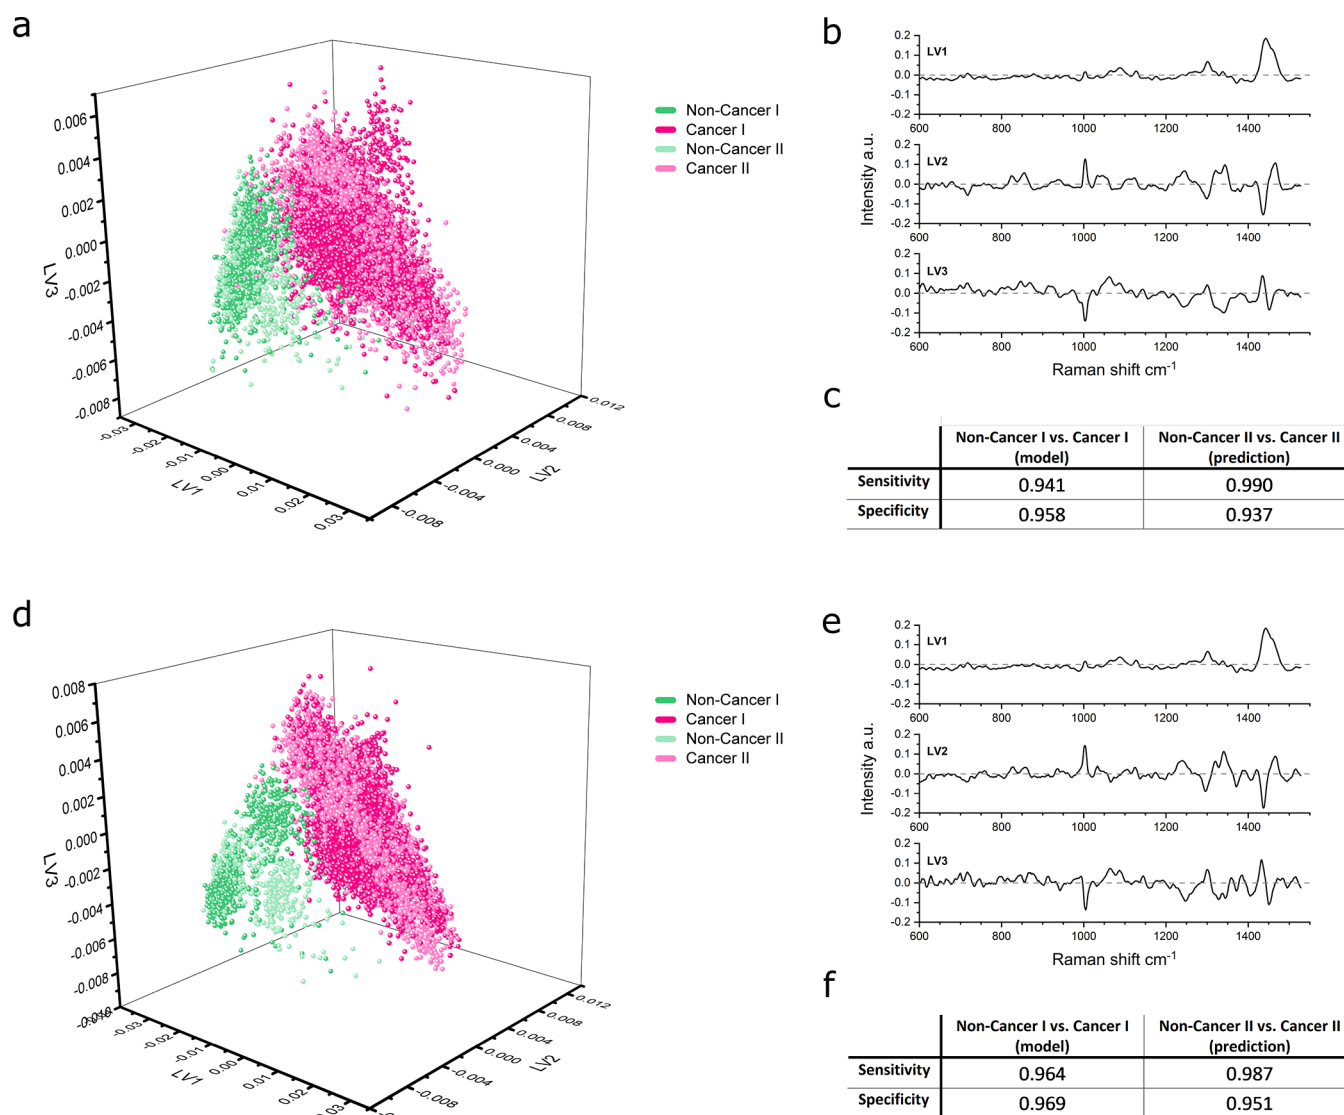 a
0.006
0.004
0.002
0.000
-0.002
-0.004
-0.006
-0.008
LV3
-0.03
-0.02
-0.01
0.00
0.01
0.02
0.03
LV1
-0.008
-0.004
0.000
0.004
0.008
0.012
LV2
Non-Cancer I
Cancer I
Non-Cancer II
Cancer II
b
Intensity a.u.
0.2
0.1
0.0
-0.1
-0.2
LV1
600 800 1000 1200 1400
0.2
0.1
0.0
-0.1
-0.2
LV2
600 800 1000 1200 1400
0.2
0.1
0.0
-0.1
-0.2
LV3
600 800 1000 1200 1400
Raman shift cm-1
c
Non-Cancer I vs. Cancer I (model) Non-Cancer II vs. Cancer II (prediction)
Sensitivity 0.941 0.990
Specificity 0.958 0.937
d
0.008
0.006
0.004
0.002
0.000
-0.002
-0.004
-0.006
-0.008
-0.010
LV3
-0.03
-0.02
-0.01
0.00
0.01
0.02
0.03
LV1
-0.008
-0.004
0.000
0.004
0.008
0.012
LV2
Non-Cancer I
Cancer I
Non-Cancer II
Cancer II
e
Intensity a.u.
0.2
0.1
0.0
-0.1
-0.2
LV1
600 800 1000 1200 1400
0.2
0.1
0.0
-0.1
-0.2
LV2
600 800 1000 1200 1400
0.2
0.1
0.0
-0.1
-0.2
LV3
600 800 1000 1200 1400
Raman shift cm-1
f
Non-Cancer I vs. Cancer I (model) Non-Cancer II vs. Cancer II (prediction)
Sensitivity 0.964 0.987
Specificity 0.969 0.951